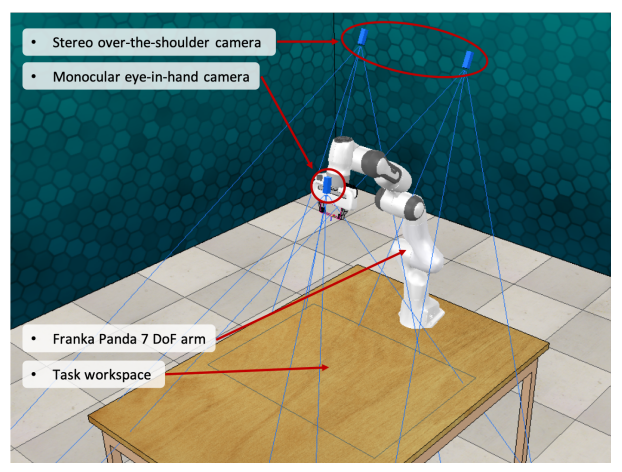 • Stereo over-the-shoulder camera
• Monocular eye-in-hand camera
• Franka Panda 7 DoF arm
• Task workspace